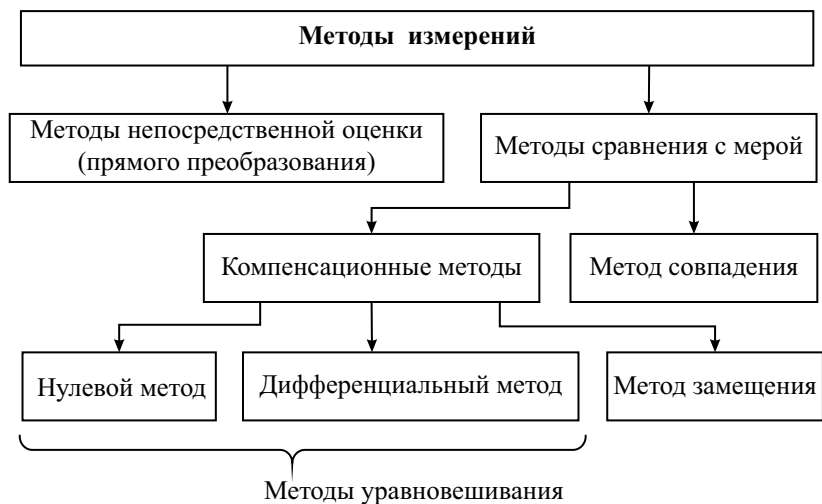 Методы измерений
Методы непосредственной оценки
(прямого преобразования)
Методы сравнения с мерой
Компенсационные методы
Метод совпадения
Нулевой метод
Дифференциальный метод
Метод замещения
Методы уравновешивания